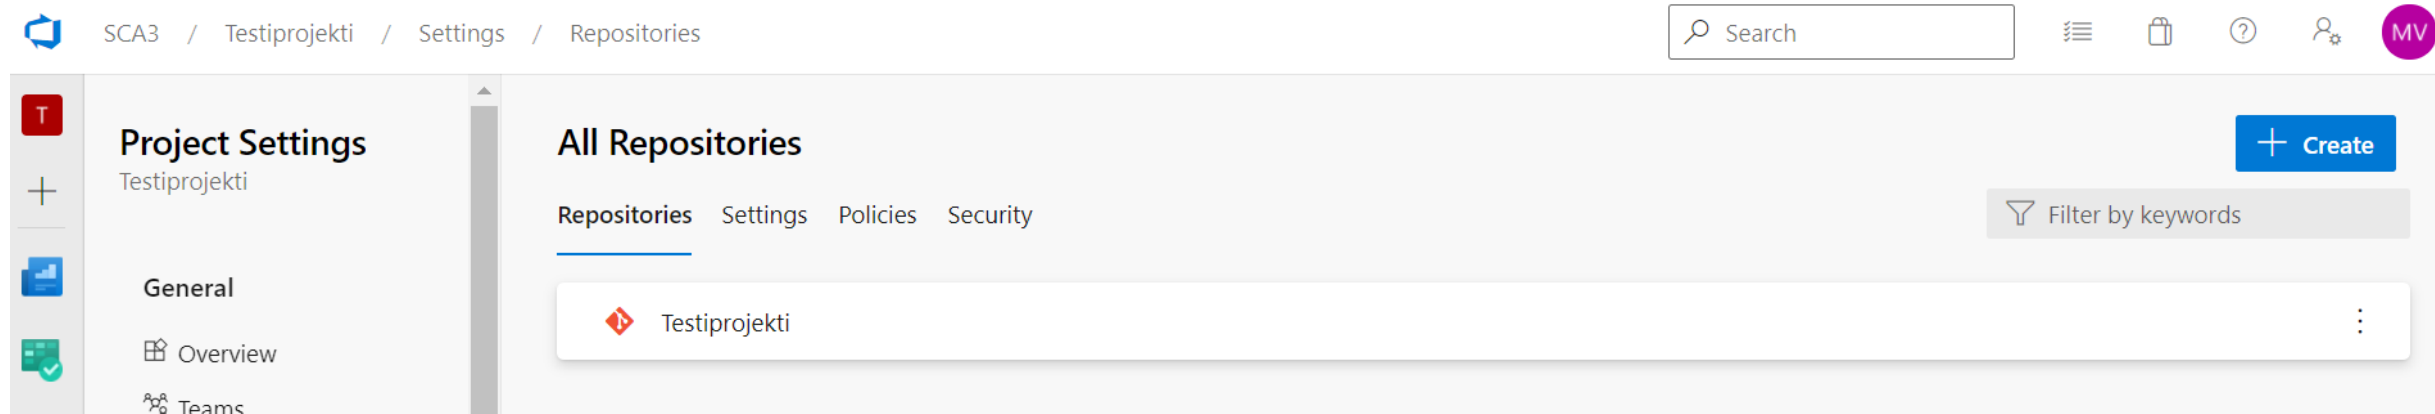 SCA3 / Testiprojekti / Settings / Repositories
Search
MV
T
Project Settings
Testiprojekti
General
Overview
Teams
All Repositories
Create
Repositories Settings Policies Security
Filter by keywords
Testiprojekti